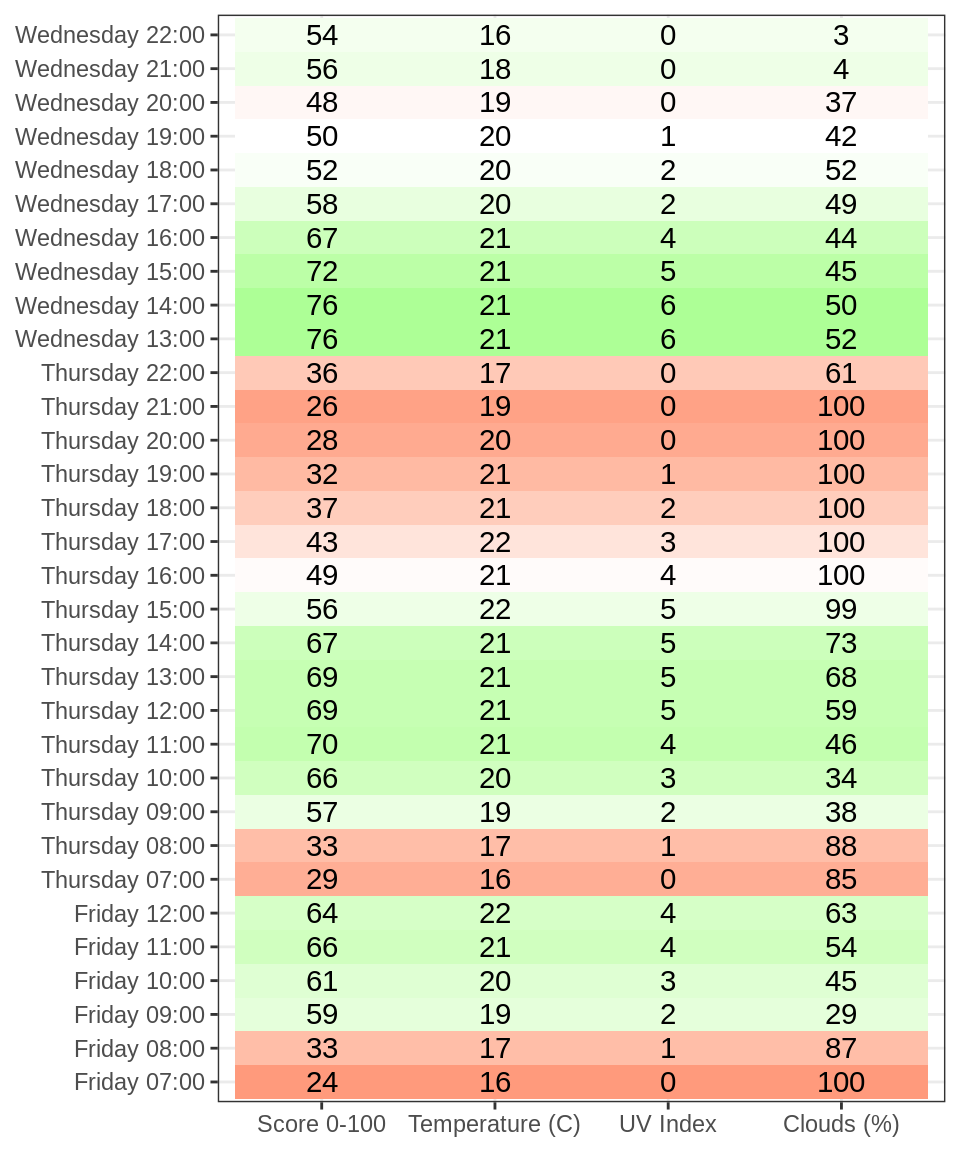 Wednesday 22:00 54 16 0 3
Wednesday 21:00 56 18 0 4
Wednesday 20:00 48 19 0 37
Wednesday 19:00 50 20 1 42
Wednesday 18:00 52 20 2 52
Wednesday 17:00 58 20 2 49
Wednesday 16:00 67 21 4 44
Wednesday 15:00 72 21 5 45
Wednesday 14:00 76 21 6 50
Wednesday 13:00 76 21 6 52
Thursday 22:00 36 17 0 61
Thursday 21:00 26 19 0 100
Thursday 20:00 28 20 0 100
Thursday 19:00 32 21 1 100
Thursday 18:00 37 21 2 100
Thursday 17:00 43 22 3 100
Thursday 16:00 49 21 4 100
Thursday 15:00 56 22 5 99
Thursday 14:00 67 21 5 73
Thursday 13:00 69 21 5 68
Thursday 12:00 69 21 5 59
Thursday 11:00 70 21 4 46
Thursday 10:00 66 20 3 34
Thursday 09:00 57 19 2 38
Thursday 08:00 33 17 1 88
Thursday 07:00 29 16 0 85
Friday 12:00 64 22 4 63
Friday 11:00 66 21 4 54
Friday 10:00 61 20 3 45
Friday 09:00 59 19 2 29
Friday 08:00 33 17 1 87
Friday 07:00 24 16 0 100
Score 0-100 Temperature (C) UV Index Clouds (%)